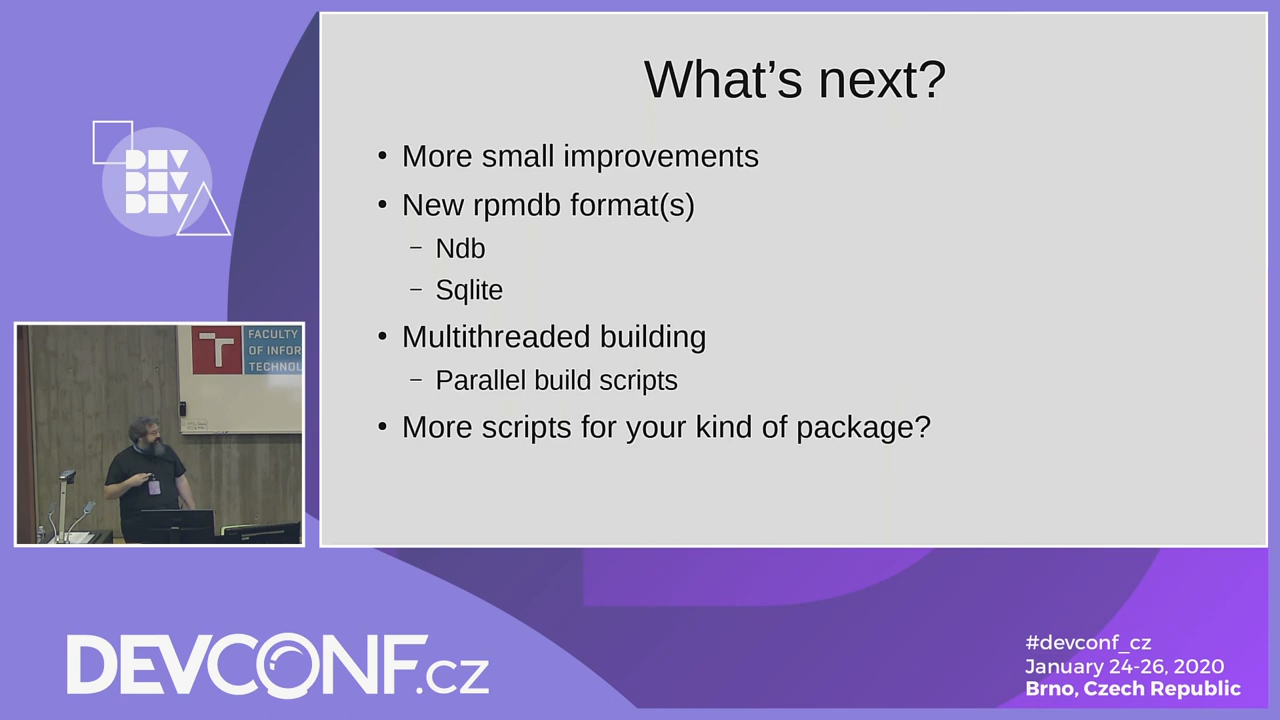 What's next?
• More small improvements
• New rpmdb format(s)
– Ndb
– Sqlite
• Multithreaded building
– Parallel build scripts
• More scripts for your kind of package?
DEV
DEV
DEV
FACULTY
OF INFOR
TECHNOL
DEVCONF.cz
#devconf_cz
January 24-26, 2020
Brno, Czech Republic